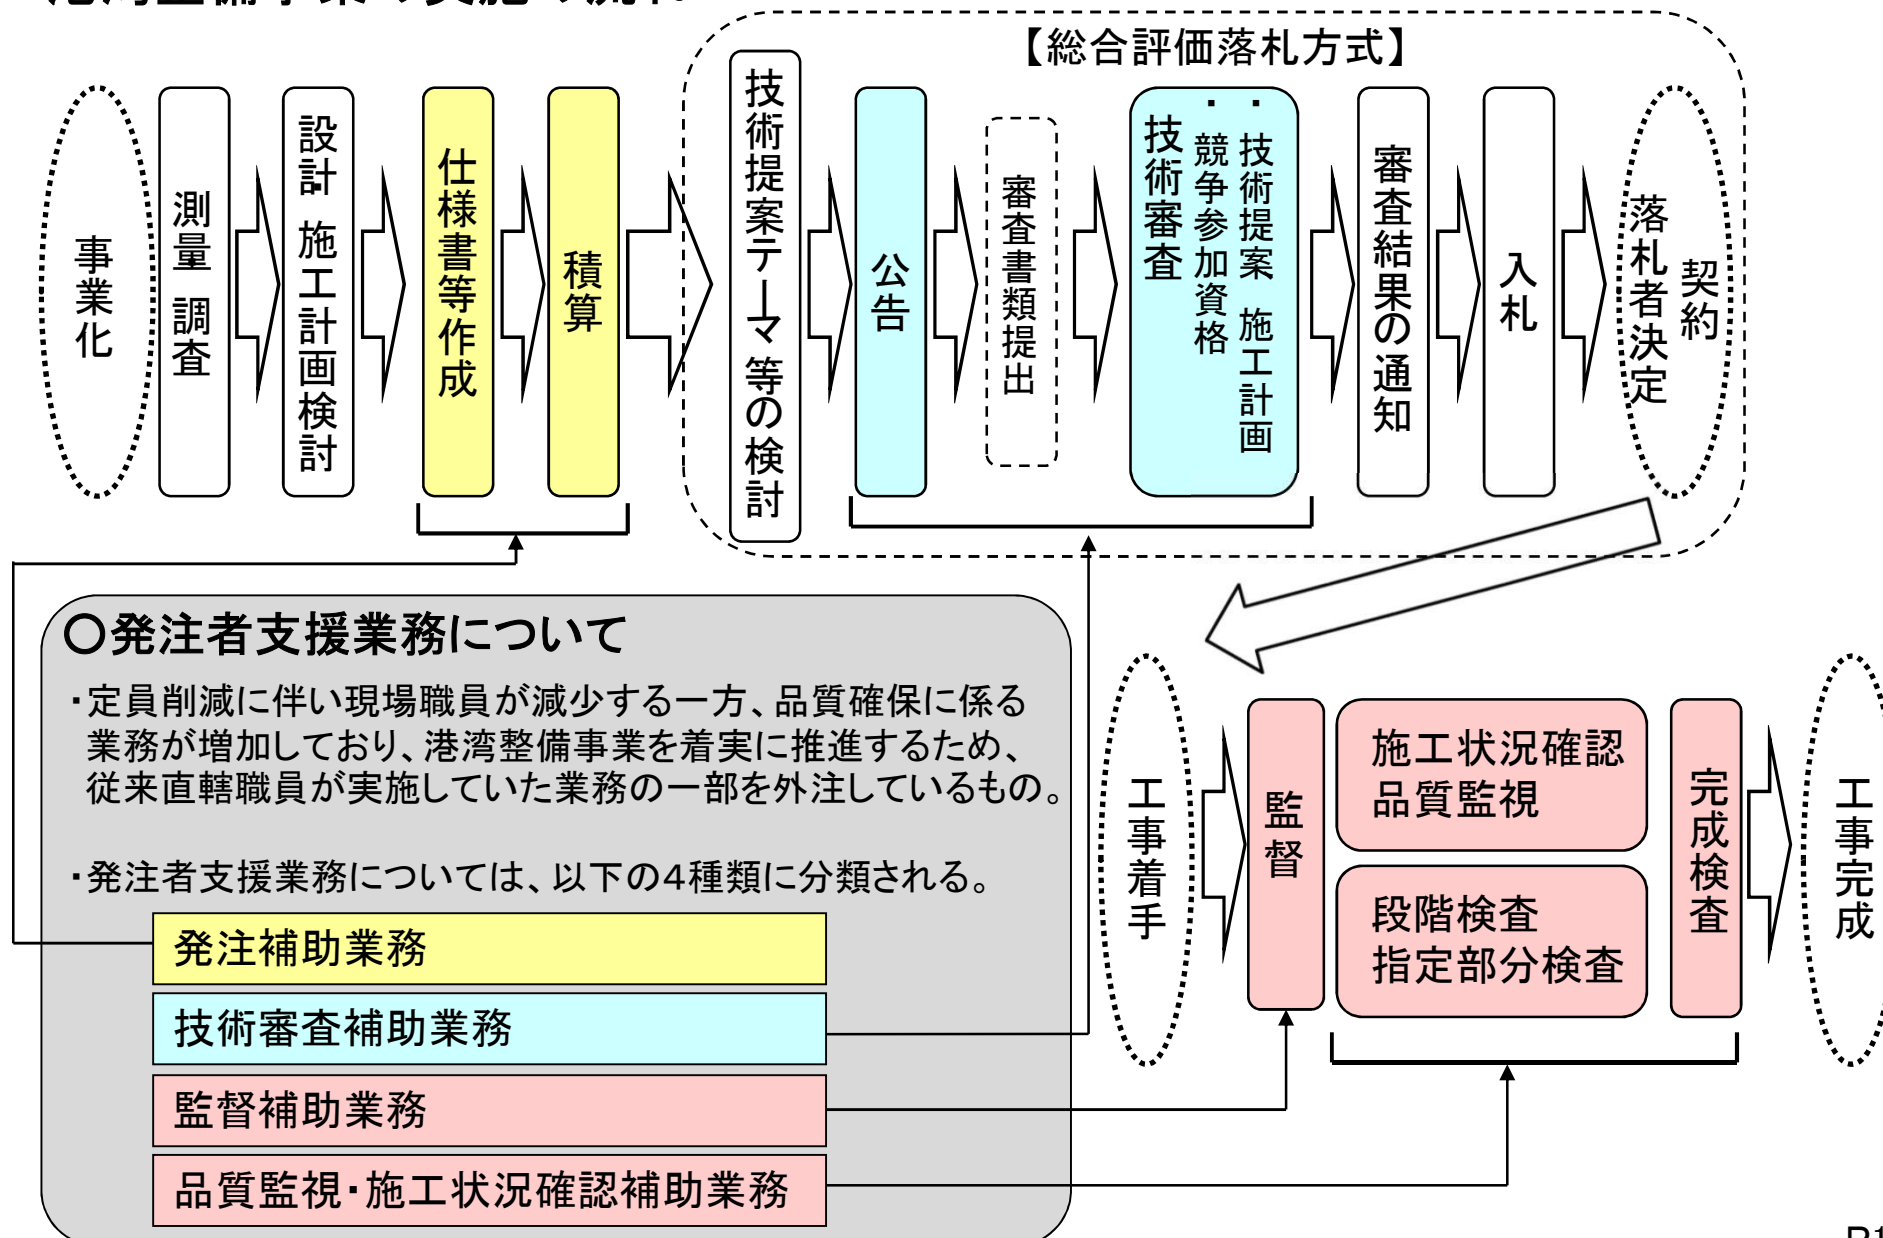 【総合評価落札方式】
事業化
測量・調査
設計・施工計画検討
仕様書等作成
積算
技術提案テーマ等の検討
公告
審査書類提出
技術審査
・競争参加資格
・技術提案・施工計画
審査結果の通知
入札
落札者決定
契約
〇発注者支援業務について
・定員削減に伴い現場職員が減少する一方、品質確保に係る
業務が増加しており、港湾整備事業を着実に推進するため、
従来直轄職員が実施していた業務の一部を外注しているもの。
・発注者支援業務については、以下の4種類に分類される。
発注補助業務
技術審査補助業務
監督補助業務
品質監視・施工状況確認補助業務
工事着手
監督
施工状況確認
品質監視
段階検査
指定部分検査
完成検査
工事完成